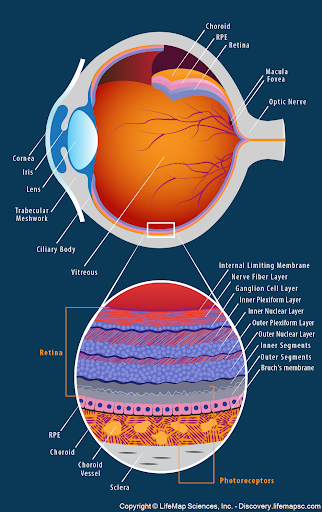 Choroid
RPE
Retina
Macula
Fovea
Optic Nerve
Cornea
Iris
Lens
Trabecular
Meshwork
Ciliary Body
Vitreous
Internal Limiting Membrane
Nerve Fiber Layer
Ganglion Cell Layer
Inner Plexiform Layer
Inner Nuclear Layer
Outer Plexiform Layer
Outer Nuclear Layer
Inner Segments
Outer Segments
Bruch's membrane
Retina
RPE
Choroid
Choroid
Vessel
Sclera
Photoreceptors
Copyright © LifeMap Sciences, Inc. - Discovery.lifemapsc.com